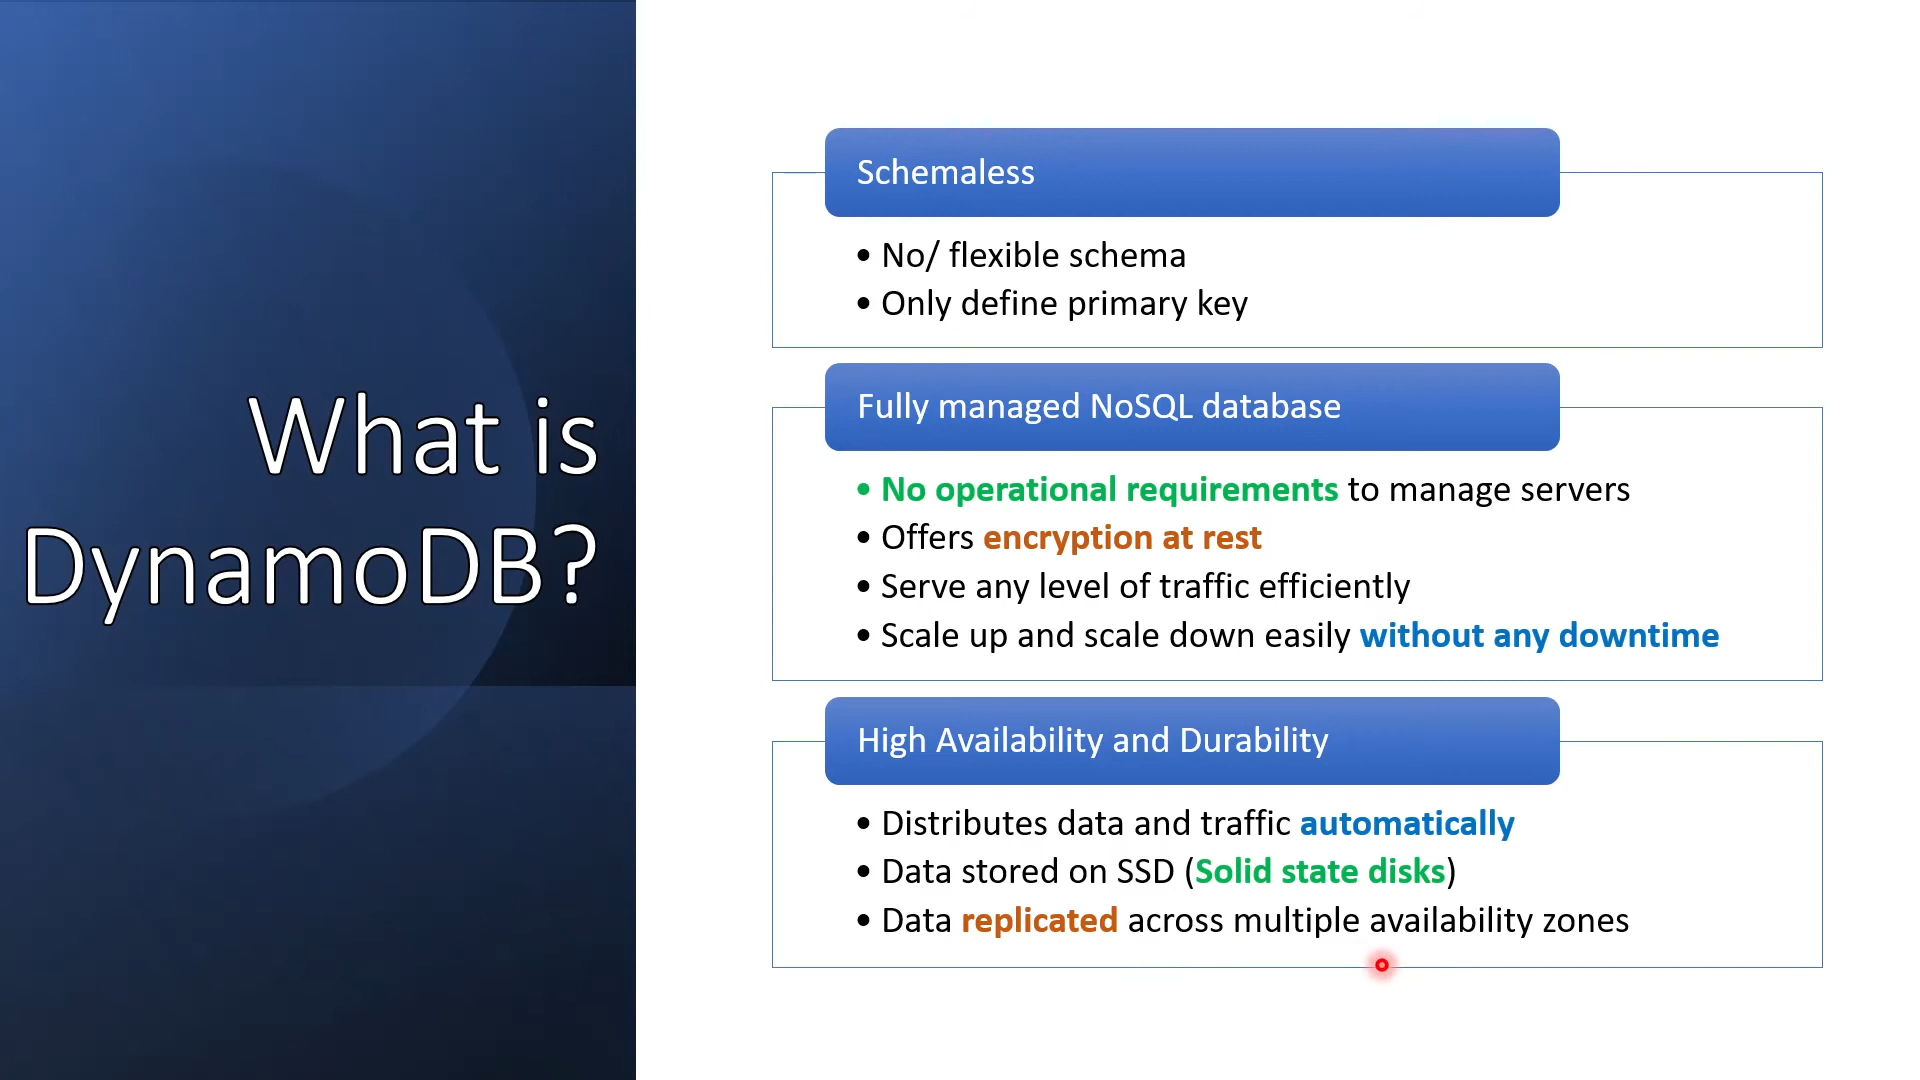 What is
DynamoDB?
Schemaless
• No/ flexible schema
• Only define primary key
Fully managed NoSQL database
• No operational requirements to manage servers
• Offers encryption at rest
• Serve any level of traffic efficiently
• Scale up and scale down easily without any downtime
High Availability and Durability
• Distributes data and traffic automatically
• Data stored on SSD (Solid state disks)
• Data replicated across multiple availability zones